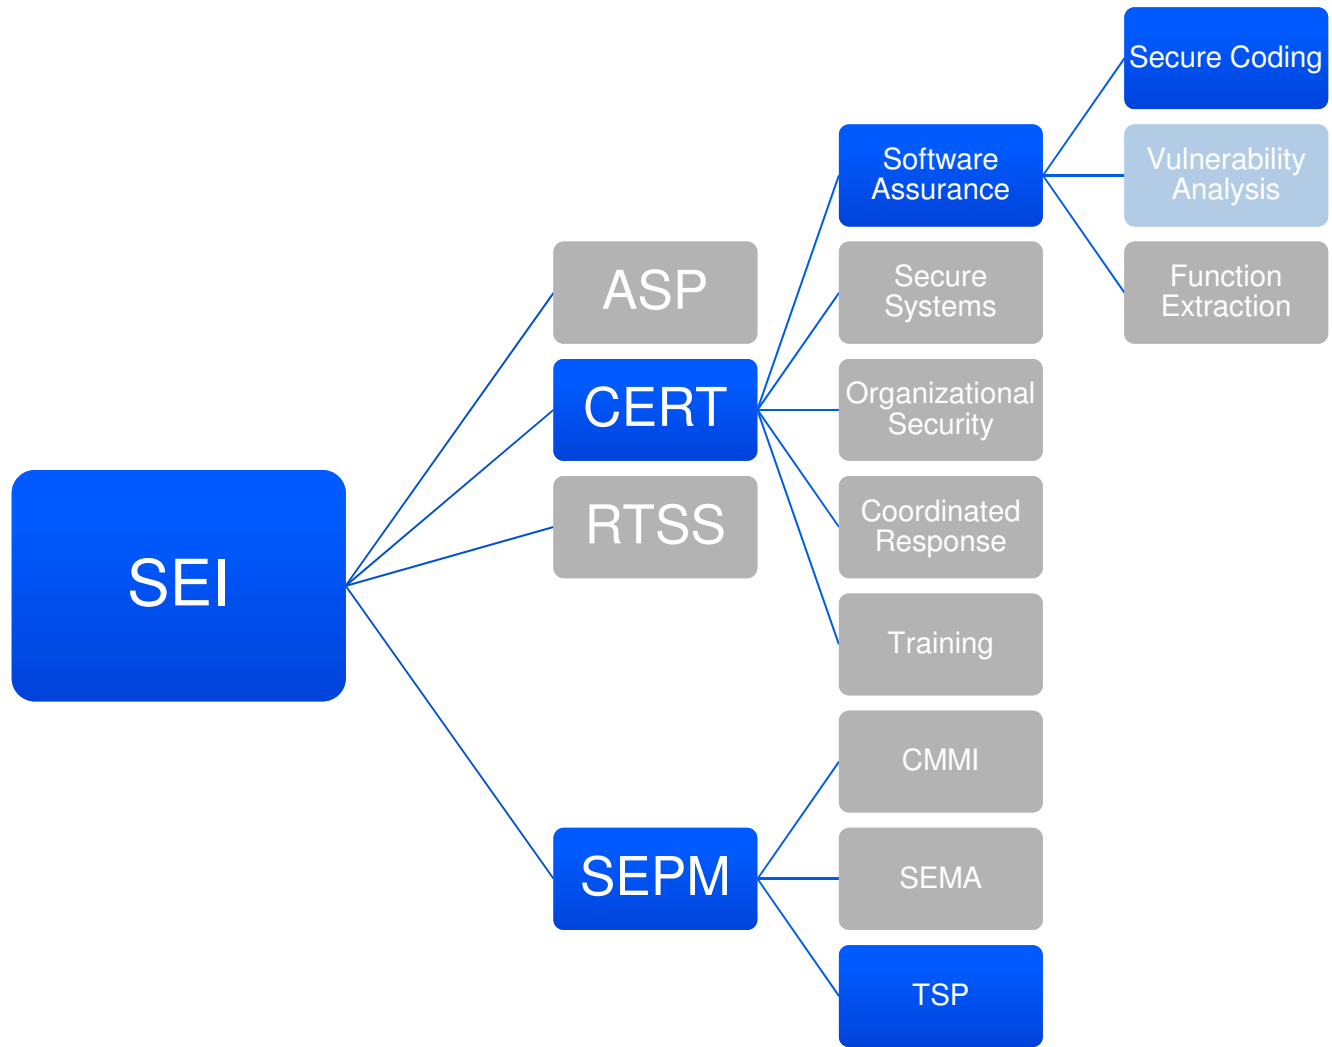 SEI
ASP
CERT
RTSS
SEPM
Software
Assurance
Secure
Systems
Organizational
Security
Coordinated
Response
Training
CMMI
SEMA
TSP
Secure Coding
Vulnerability
Analysis
Function
Extraction